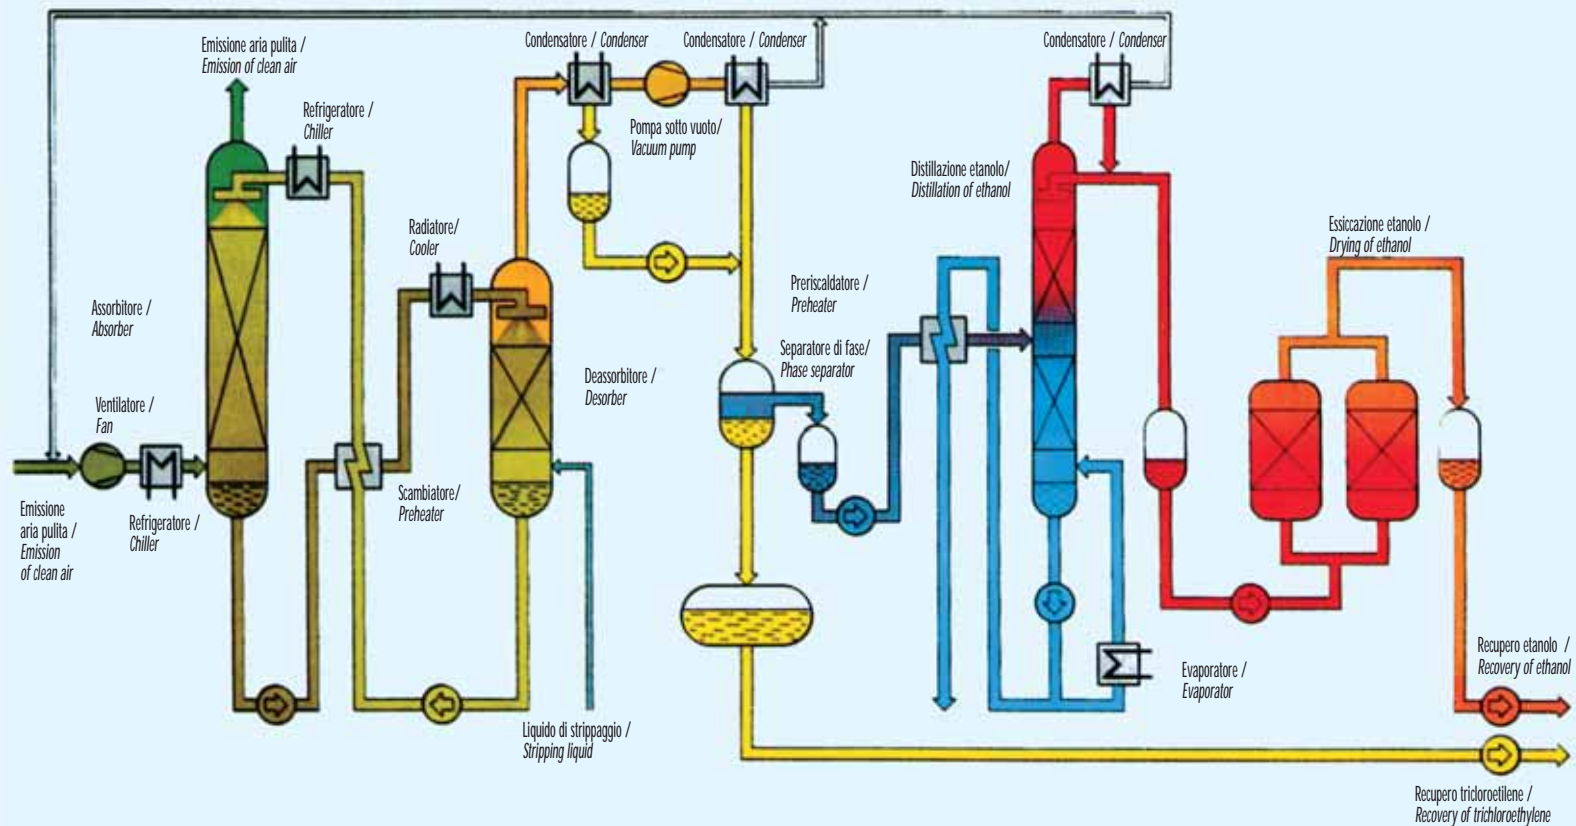 Emissione aria pulita /
Emission of clean air
Refrigeratore /
Chiller
Condensatore / Condenser
Condensatore / Condenser
Condensatore / Condenser
Pompa sotto vuoto/
Vacuum pump
Distillazione etanolo/
Distillation of ethanol
Radiatore/
Cooler
Essiccazione etanolo /
Drying of ethanol
Assorbitore /
Absorber
Preriscaldatore /
Preheater
Separatore di fase/
Phase separator
Deassorbitore /
Desorber
Ventilatore /
Fan
Scambiatore/
Preheater
Emissione
aria pulita /
Emission
of clean air
Refrigeratore /
Chiller
Evaporatore /
Evaporator
Recupero etanolo /
Recovery of ethanol
Liquido di strippaggio /
Stripping liquid
Recupero tricloroetilene /
Recovery of trichloroethylene